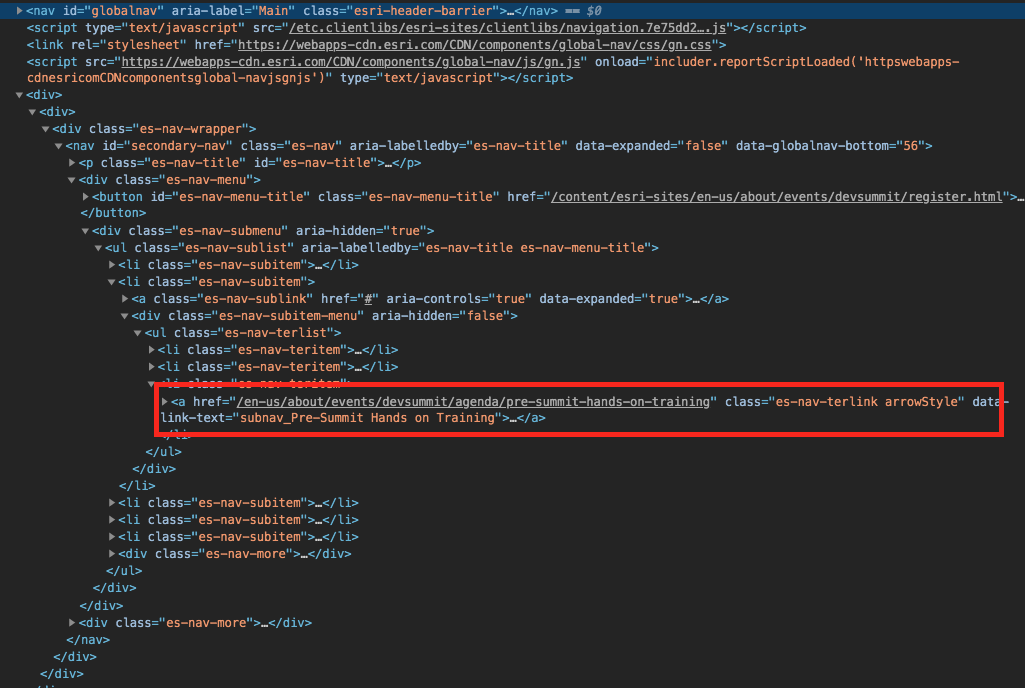 <nav id="globalnav" aria-label="Main" class="esri-header-barrier">…</nav> == $0
<script type="text/javascript" src="/etc.clientlibs/esri-sites/clientlibs/navigation.7e75dd2….js"></script>
<link rel="stylesheet" href="https://webapps-cdn.esri.com/CDN/components/global-nav/css/gn.css">
<script src="https://webapps-cdn.esri.com/CDN/components/global-nav/js/gn.js" onload="includer.reportScriptLoaded('httpswebapps-
cdnesricomCDNcomponentsglobal-navjsgnjs')" type="text/javascript"></script>
<div>
<div>
<div class="es-nav-wrapper">
<nav id="secondary-nav" class="es-nav" aria-labelledby="es-nav-title" data-expanded="false" data-globalnav-bottom="56">
<p class="es-nav-title" id="es-nav-title">…</p>
<div class="es-nav-menu">
<button id="es-nav-menu-title" class="es-nav-menu-title" href="/content/esri-sites/en-us/about/events/devsummit/register.html">…
</button>
<div class="es-nav-submenu" aria-hidden="true">
<ul class="es-nav-sublist" aria-labelledby="es-nav-title es-nav-menu-title">
<li class="es-nav-subitem">…</li>
<li class="es-nav-subitem">
<a class="es-nav-sublink" href="#" aria-controls="true" data-expanded="true">…</a>
<div class="es-nav-subitem-menu" aria-hidden="false">
<ul class="es-nav-terlist">
<li class="es-nav-teritem">…</li>
<li class="es-nav-teritem">…</li>
<li class="es-nav-teritem">
<a href="/en-us/about/events/devsummit/agenda/pre-summit-hands-on-training" class="es-nav-terlink arrowStyle" data-
link-text="subnav_Pre-Summit Hands on Training">…</a>
</li>
</ul>
</div>
</li>
<li class="es-nav-subitem">…</li>
<li class="es-nav-subitem">…</li>
<li class="es-nav-subitem">…</li>
<div class="es-nav-more">…</div>
</ul>
</div>
</div>
<div class="es-nav-more">…</div>
</nav>
</div>
</div>